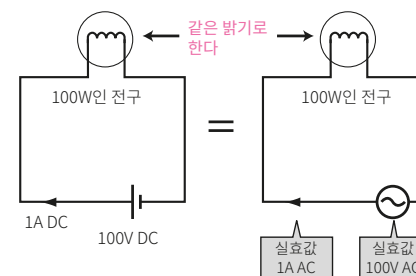 같은 밝기로
한다
100W인 전구
100W인 전구
1A DC
100V DC
실효값
1A AC
실효값
100V AC